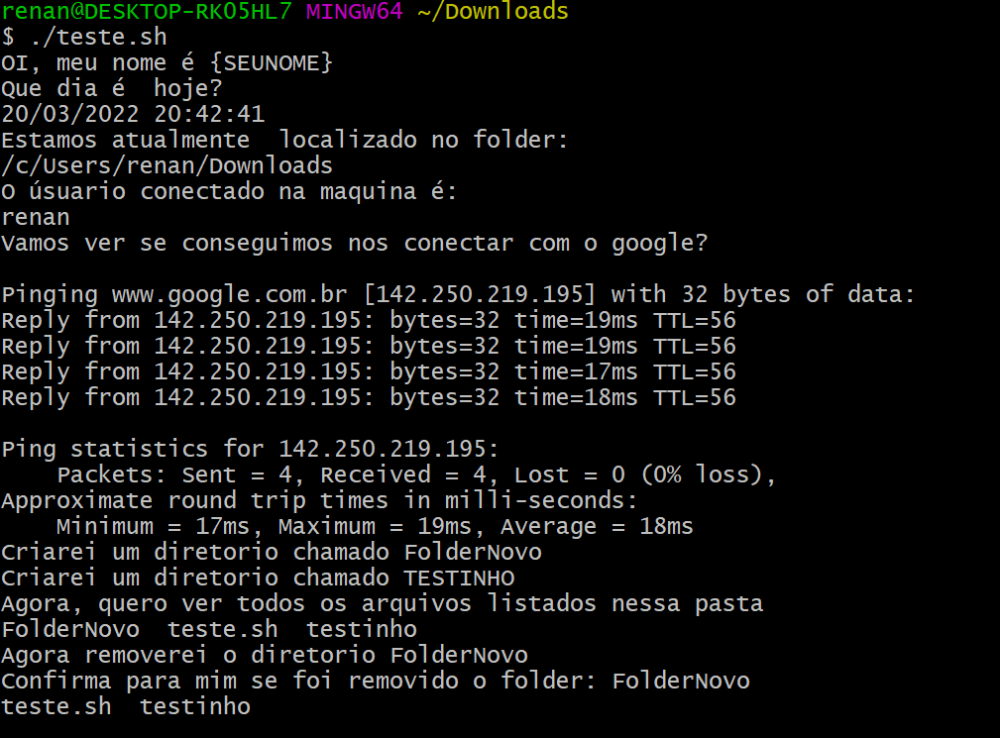 renan@DESKTOP-RKO5HL7 MINGW64 ~/Downloads
$ ./teste.sh
OI, meu nome é {SEUNOME}
Que dia é  hoje?
20/03/2022 20:42:41
Estamos atualmente  localizado no folder:
/c/Users/renan/Downloads
O úsuario conectado na maquina é:
renan
Vamos ver se conseguimos nos conectar com o google?

Pinging www.google.com.br [142.250.219.195] with 32 bytes of data:
Reply from 142.250.219.195: bytes=32 time=19ms TTL=56
Reply from 142.250.219.195: bytes=32 time=19ms TTL=56
Reply from 142.250.219.195: bytes=32 time=17ms TTL=56
Reply from 142.250.219.195: bytes=32 time=18ms TTL=56

Ping statistics for 142.250.219.195:
    Packets: Sent = 4, Received = 4, Lost = 0 (0% loss),
Approximate round trip times in milli-seconds:
    Minimum = 17ms, Maximum = 19ms, Average = 18ms
Criarei um diretorio chamado FolderNovo
Criarei um diretorio chamado TESTINHO
Agora, quero ver todos os arquivos listados nessa pasta
FolderNovo  teste.sh  testinho
Agora removerei o diretorio FolderNovo
Confirma para mim se foi removido o folder: FolderNovo
teste.sh  testinho